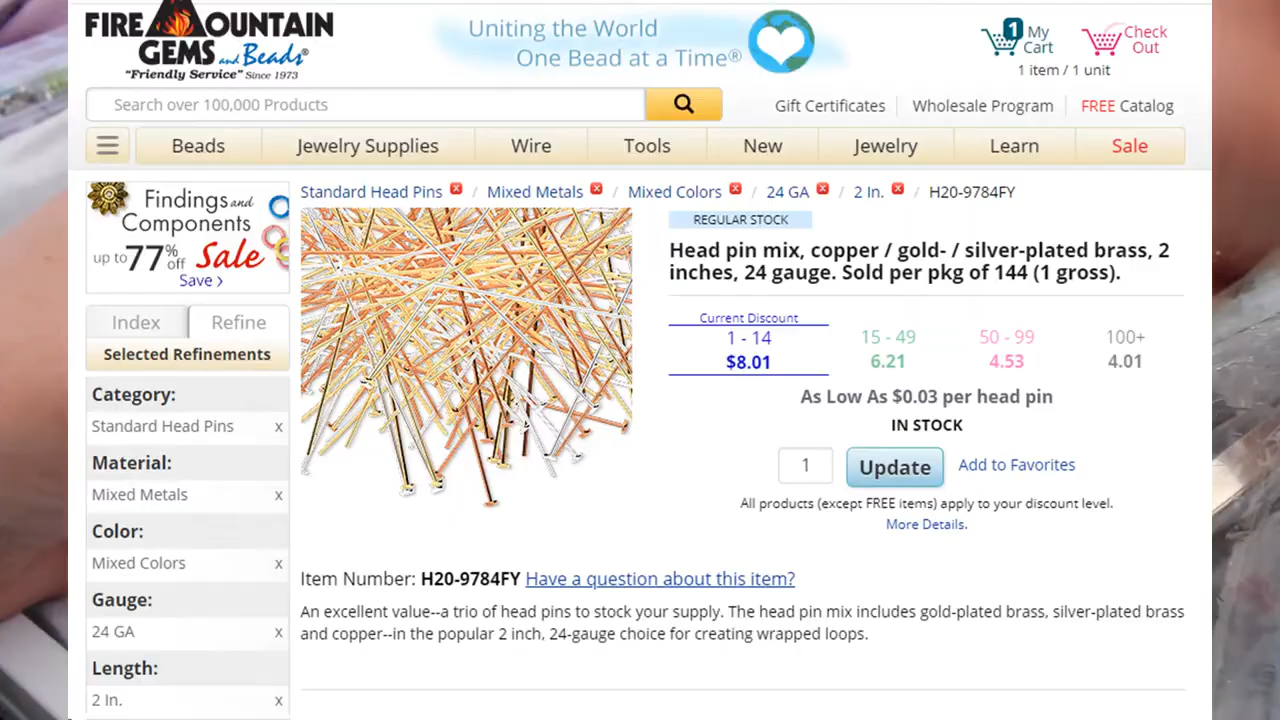 FIRE MOUNTAIN
GEMS and Beads®
"Friendly Service" Since 1973
Uniting the World
One Bead at a Time®
1
My
Cart
Check
Out
1 item / 1 unit
Search over 100,000 Products
Gift Certificates
Wholesale Program
FREE Catalog
Beads
Jewelry Supplies
Wire
Tools
New
Jewelry
Learn
Sale
Findings and
Components
up to 77% off Sale
Save ›
Standard Head Pins / Mixed Metals / Mixed Colors / 24 GA / 2 In. / H20-9784FY
REGULAR STOCK
Head pin mix, copper / gold- / silver-plated brass, 2
inches, 24 gauge. Sold per pkg of 144 (1 gross).
Current Discount
1 - 14 15 - 49 50 - 99 100+
$8.01 6.21 4.53 4.01
As Low As $0.03 per head pin
IN STOCK
1 Update Add to Favorites
All products (except FREE items) apply to your discount level.
More Details.
Index
Refine
Selected Refinements
Category:
Standard Head Pins x
Material:
Mixed Metals x
Color:
Mixed Colors x
Gauge:
24 GA x
Length:
2 In. x
Item Number: H20-9784FY Have a question about this item?
An excellent value--a trio of head pins to stock your supply. The head pin mix includes gold-plated brass, silver-plated brass
and copper--in the popular 2 inch, 24-gauge choice for creating wrapped loops.